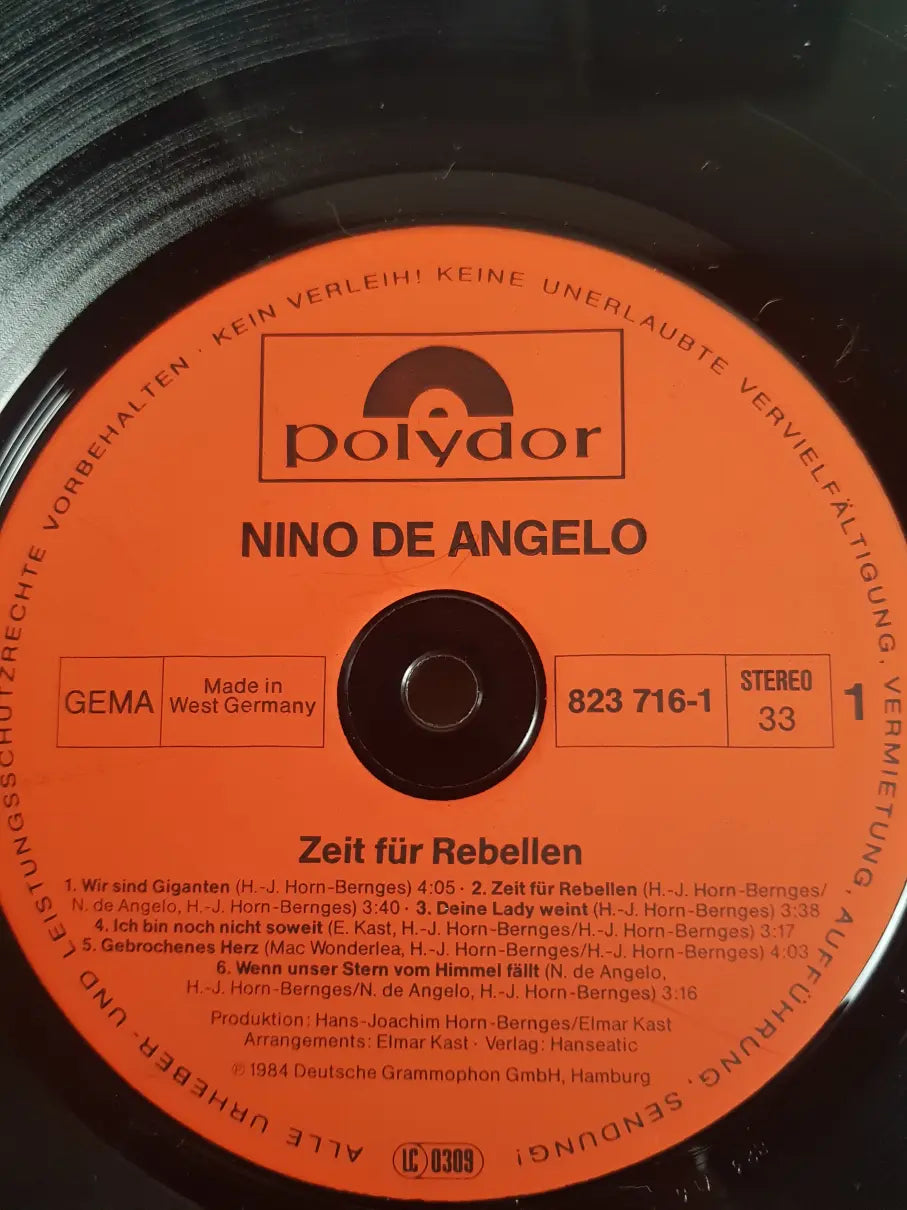 ALLE URHEBER- UND LEISTUNGSSCHUTZRECHTE VORBEHALTEN · KEIN VERLEIH! KEINE UNERLAUBTE VERVIELFÄLTIGUNG, VERMIETUNG, AUFFÜHRUNG, SENDUNG!
polydor
NINO DE ANGELO
GEMA
Made in
West Germany
823 716-1
STEREO
33
1
Zeit für Rebellen
1. Wir sind Giganten (H.-J. Horn-Bernges) 4:05 · 2. Zeit für Rebellen (H.-J. Horn-Bernges/
N. de Angelo, H.-J. Horn-Bernges) 3:40 · 3. Deine Lady weint (H.-J. Horn-Bernges) 3:38
4. Ich bin noch nicht soweit (E. Kast, H.-J. Horn-Bernges/H.-J. Horn-Bernges) 3:17
5. Gebrochenes Herz (Mac Wonderlea, H.-J. Horn-Bernges/H.-J. Horn-Bernges) 4:03
6. Wenn unser Stern vom Himmel fällt (N. de Angelo,
H.-J. Horn-Bernges/N. de Angelo, H.-J. Horn-Bernges) 3:16
Produktion: Hans-Joachim Horn-Bernges/Elmar Kast
Arrangements: Elmar Kast · Verlag: Hanseatic
℗ 1984 Deutsche Grammophon GmbH, Hamburg
LC 0309